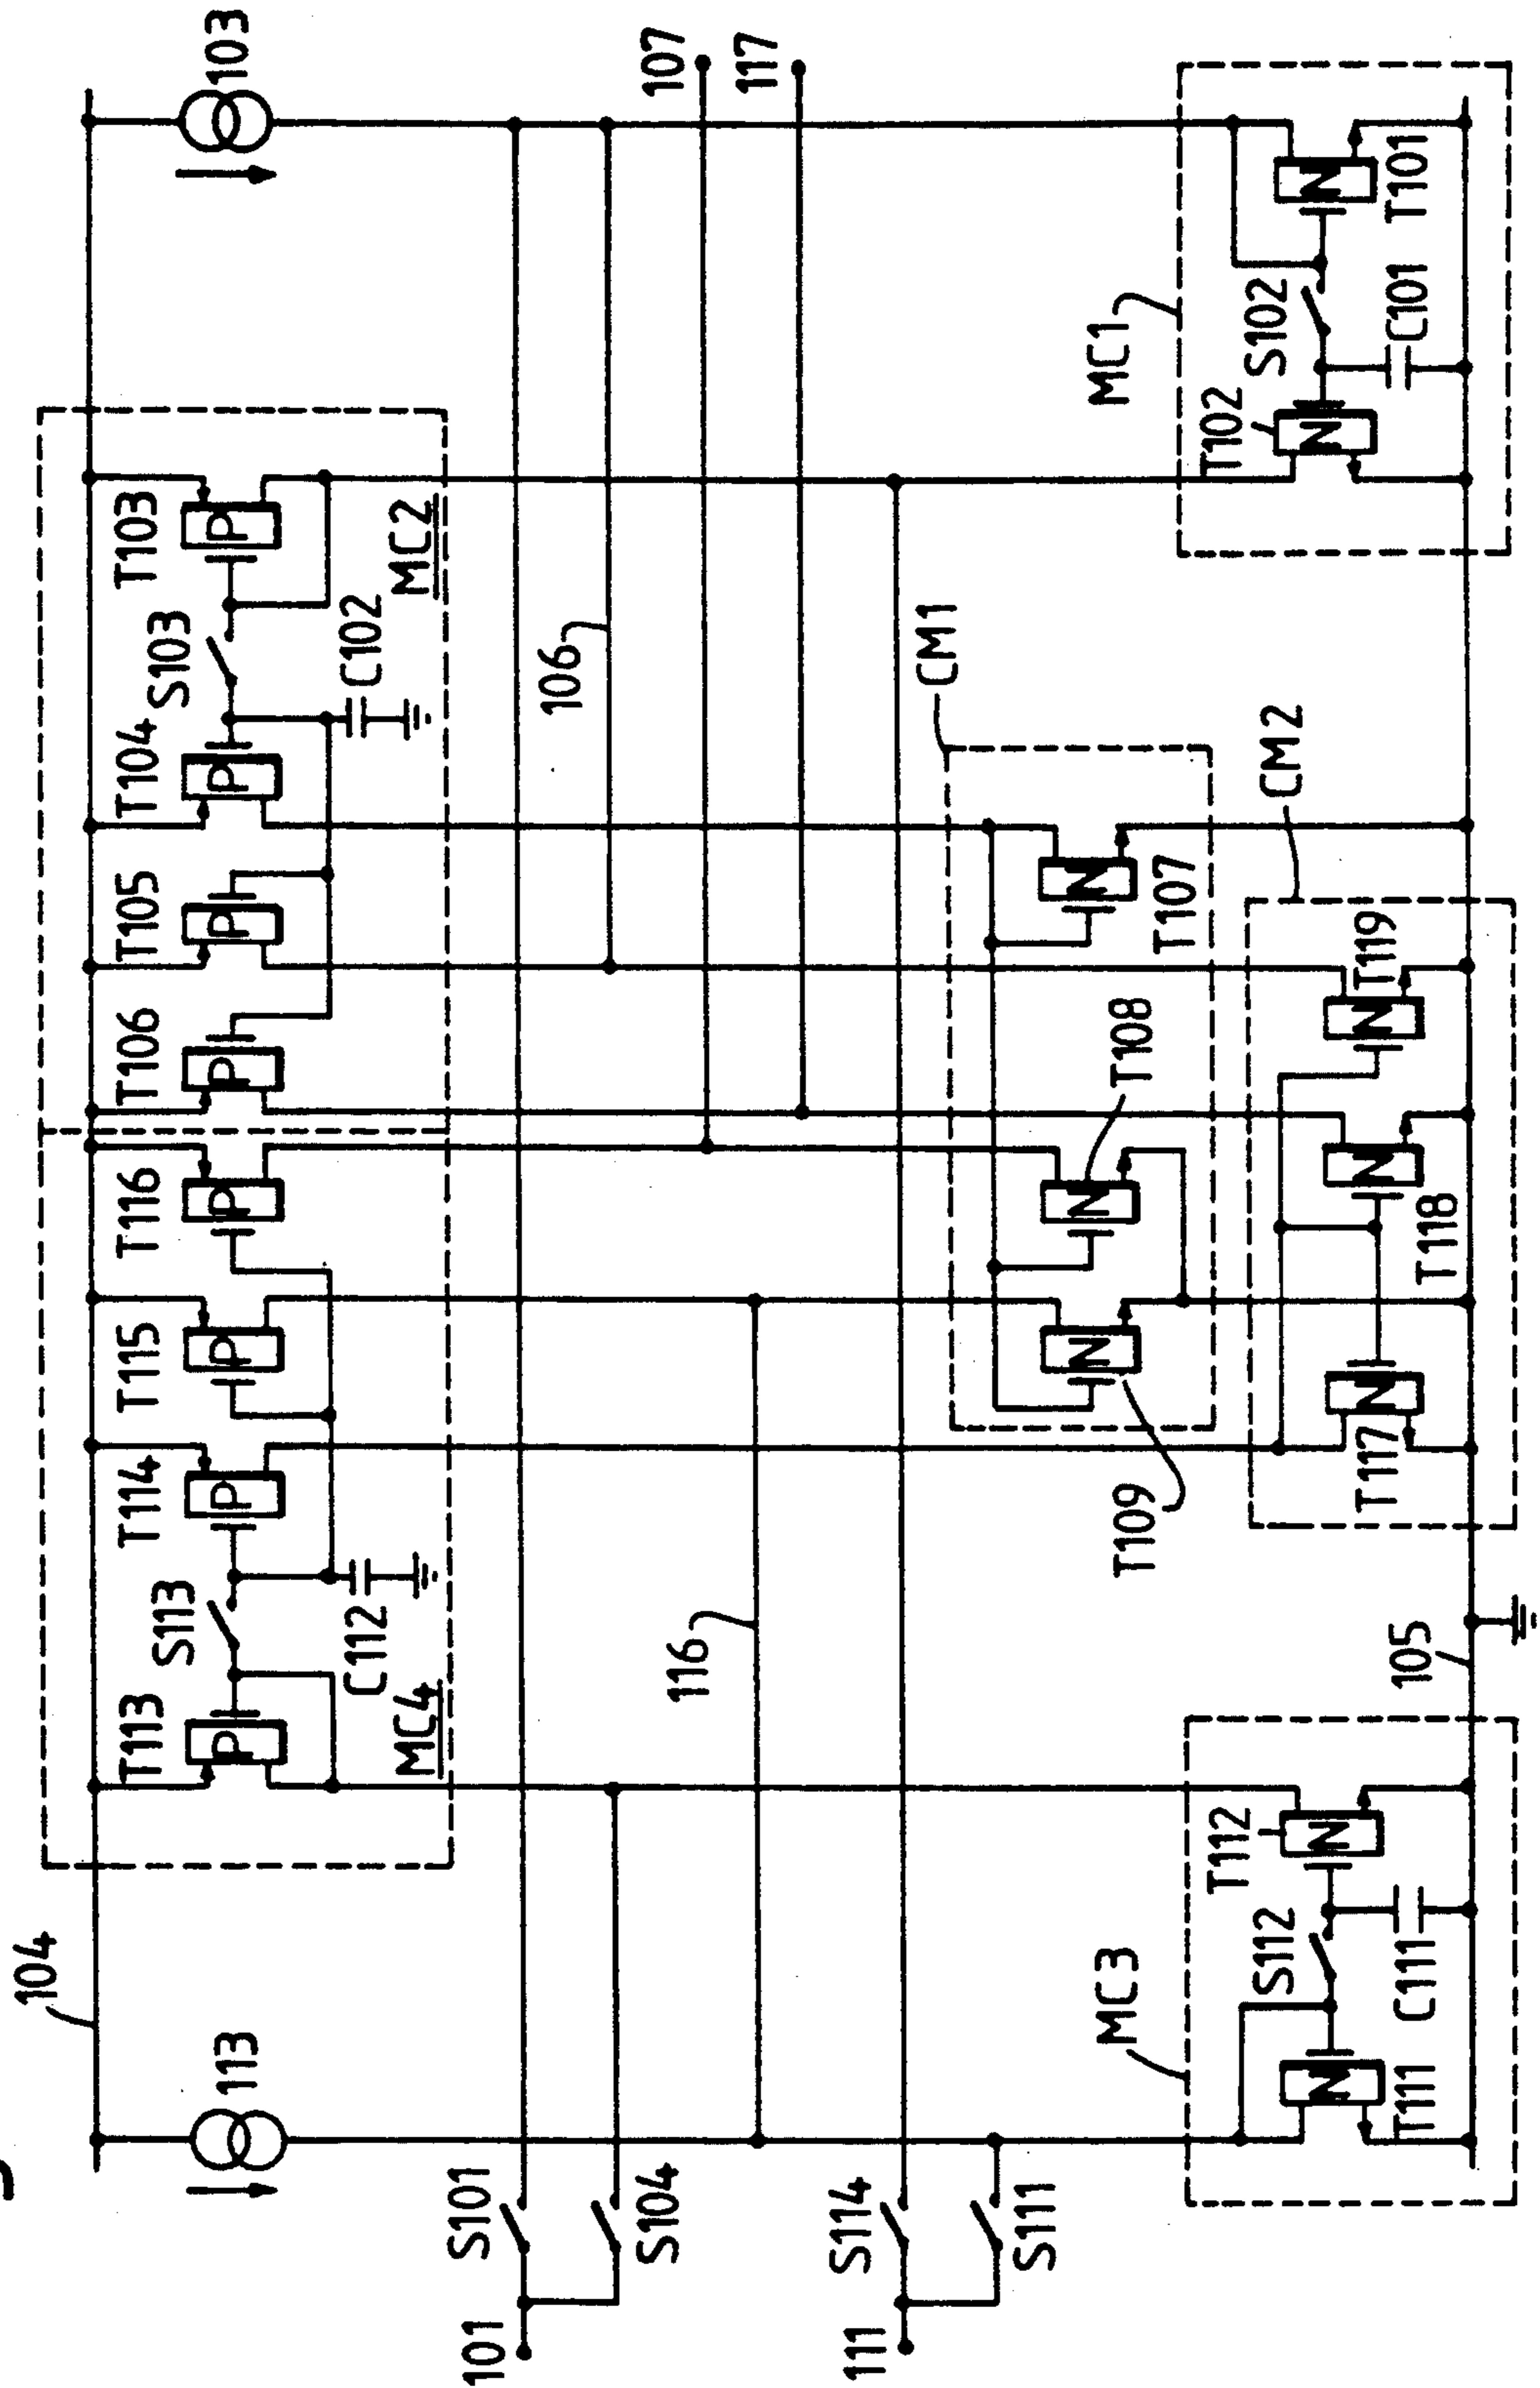 104
113
T113
S113
T114
T115
T116
T106
T105
T104
S103
T103
103
MC4
C112
C102
MC2
S101
S104
101
116
106
107
117
S114
S111
111
T109
T108
T107
CM1
MC3
S112
T112
T111
C111
105
T117
T118
T119
CM2
MC1
T102
S102
C101
T101
P
P
P
P
P
P
P
P
N
N
N
N
N
N
N
N
N
N